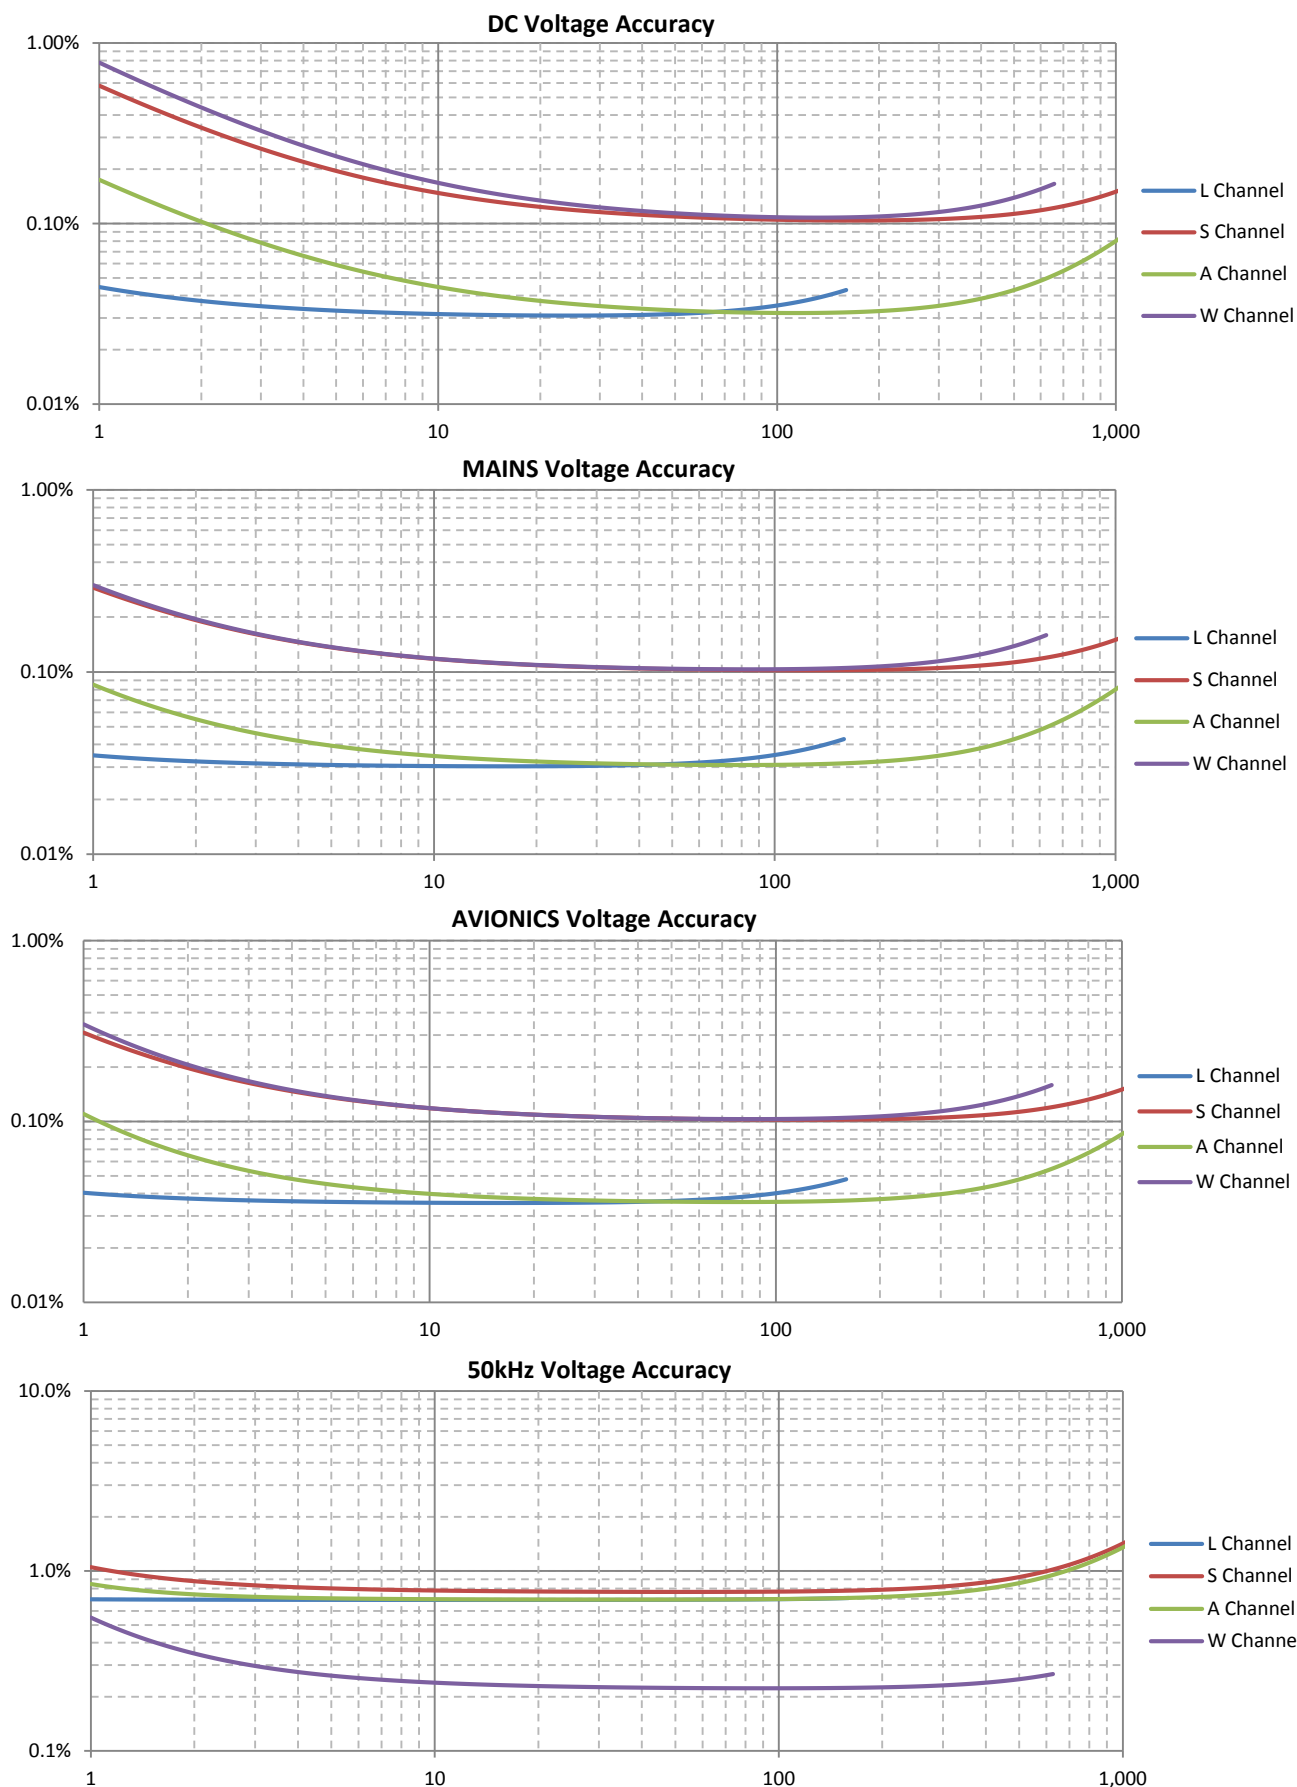 DC Voltage Accuracy
1.00%
0.10%
0.01%
1
10
100
1,000
L Channel
S Channel
A Channel
W Channel
MAINS Voltage Accuracy
1.00%
0.10%
0.01%
1
10
100
1,000
L Channel
S Channel
A Channel
W Channel
AVIONICS Voltage Accuracy
1.00%
0.10%
0.01%
1
10
100
1,000
L Channel
S Channel
A Channel
W Channel
50kHz Voltage Accuracy
10.0%
1.0%
0.1%
1
10
100
1,000
L Channel
S Channel
A Channel
W Channe